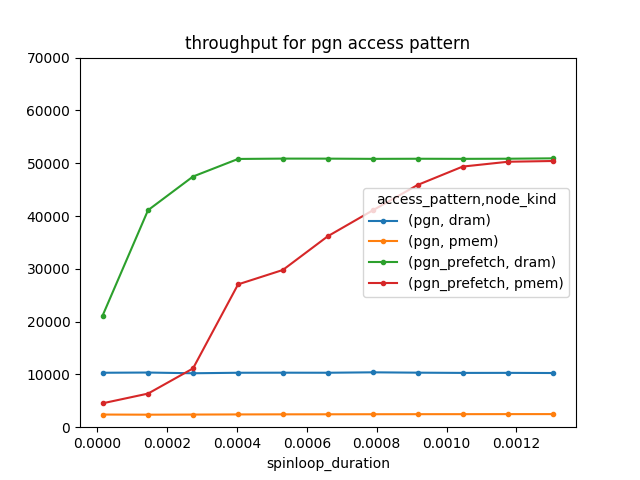 throughput for pgn access pattern
70000
60000
50000
40000
30000
20000
10000
0
access_pattern,node_kind
(pgn, dram)
(pgn, pmem)
(pgn_prefetch, dram)
(pgn_prefetch, pmem)
0.0000 0.0002 0.0004 0.0006 0.0008 0.0010 0.0012
spinloop_duration